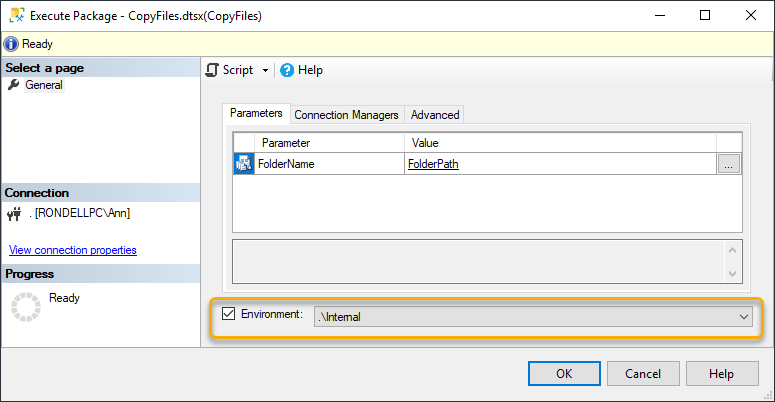 Execute Package - CopyFiles.dtsx(CopyFiles)
Ready
Select a page
General
Script
Help
Parameters
Connection Managers
Advanced
Parameter Value
FolderName FolderPath ...
Connection
. [RONDELLPC\Ann]
View connection properties
Progress
Ready
Environment: .\Internal
OK Cancel Help